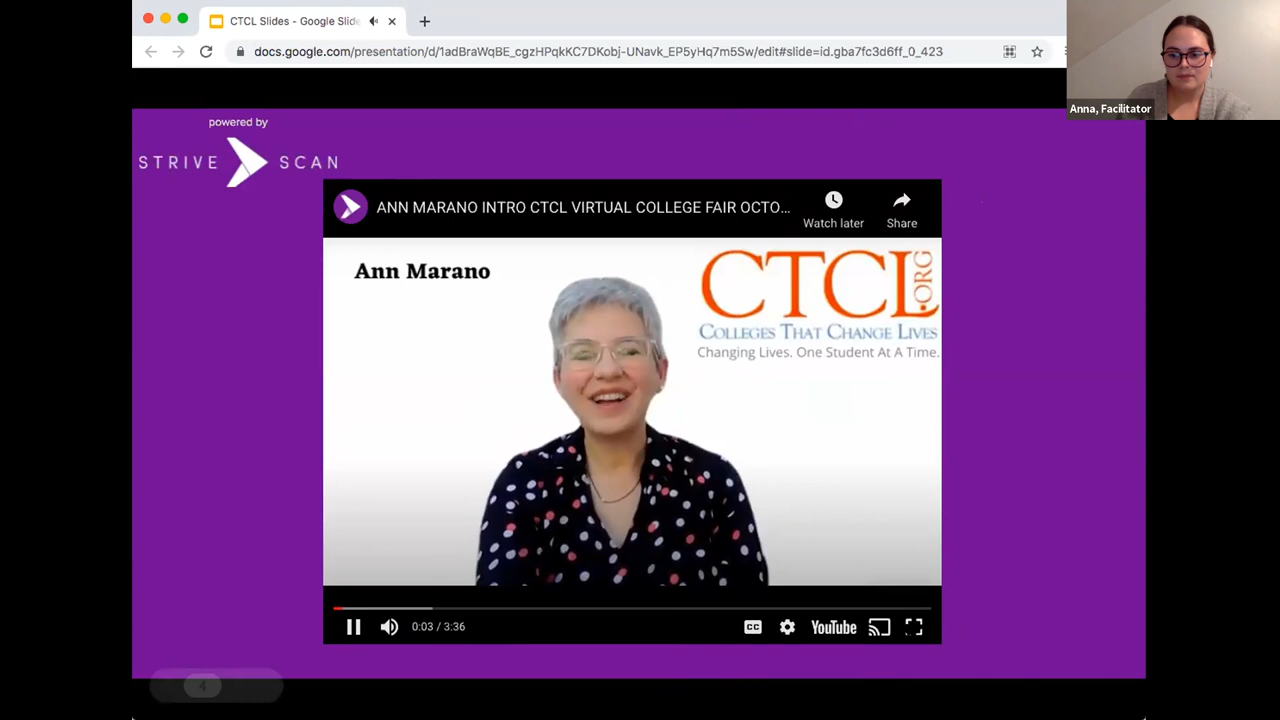 CTCL Slides - Google Slide
docs.google.com/presentation/d/1adBraWqBE_cgzHPqkKC7DKobj-UNavk_EP5yHq7m5Sw/edit#slide=id.gba7fc3d6ff_0_423
Anna, Facilitator
powered by
STRIVE SCAN
ANN MARANO INTRO CTCL VIRTUAL COLLEGE FAIR OCTO...
Watch later
Share
Ann Marano
CTCL.ORG
COLLEGES THAT CHANGE LIVES
Changing Lives. One Student At A Time.
0:03 / 3:36
CC
YouTube
4